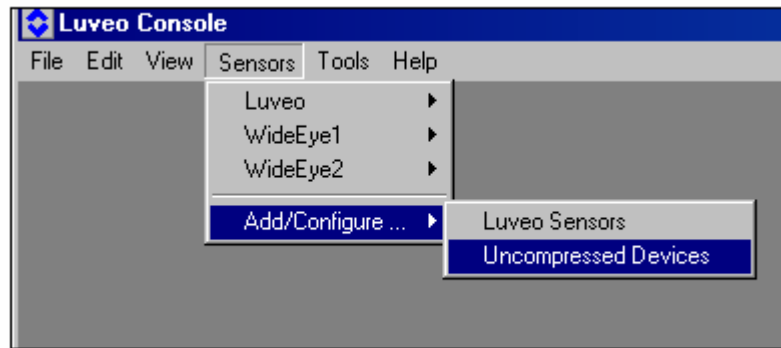 Luveo Console
File Edit View Sensors Tools Help
Luveo
WideEye1
WideEye2
Add/Configure ...
Luveo Sensors
Uncompressed Devices